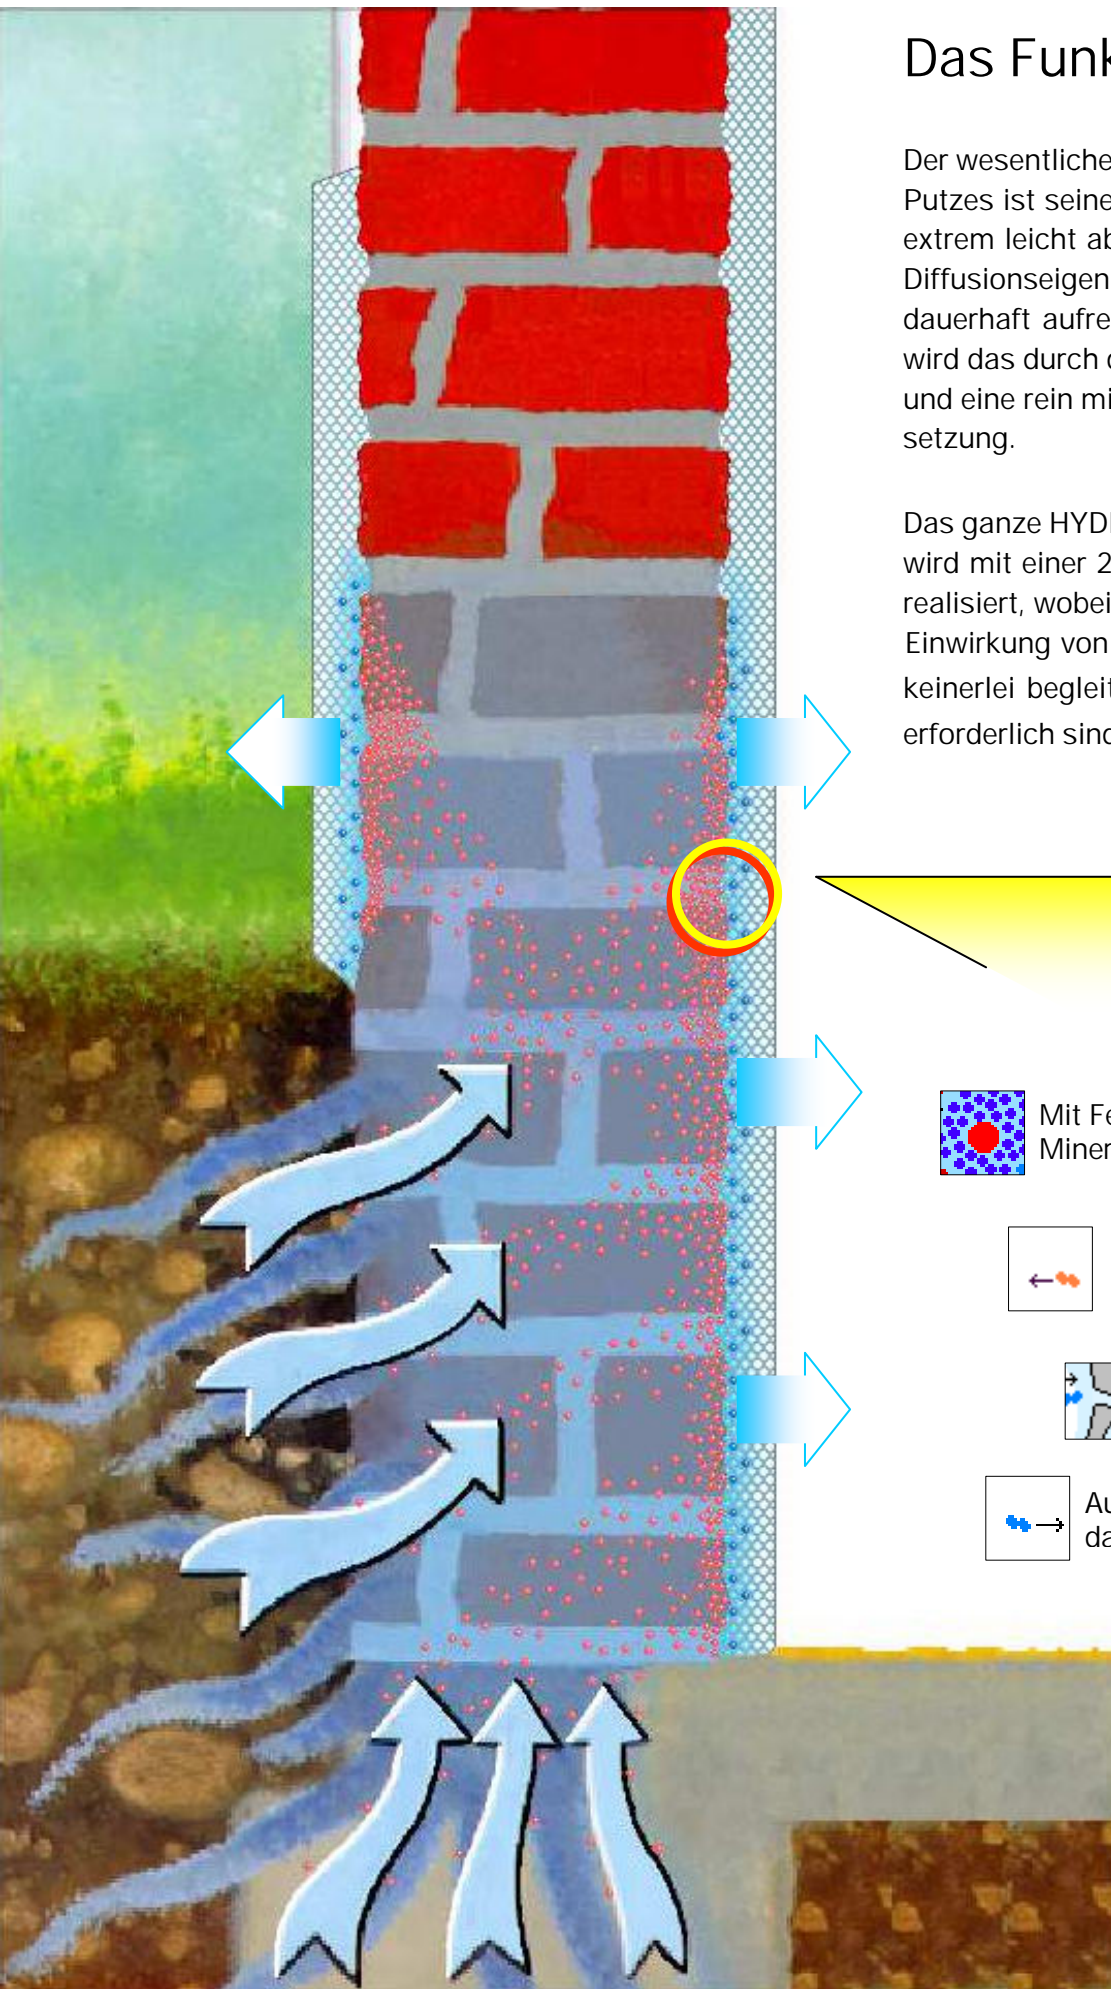 Das Funk
Der wesentliche
Putzes ist seine
extrem leicht ab
Diffusionseigen
dauerhaft aufre
wird das durch
und eine rein mi
setzung.
Das ganze HYD
wird mit einer 2
realisiert, wobei
Einwirkung von
keinerlei beglei
erforderlich sind
Mit Fe
Miner
Au
da